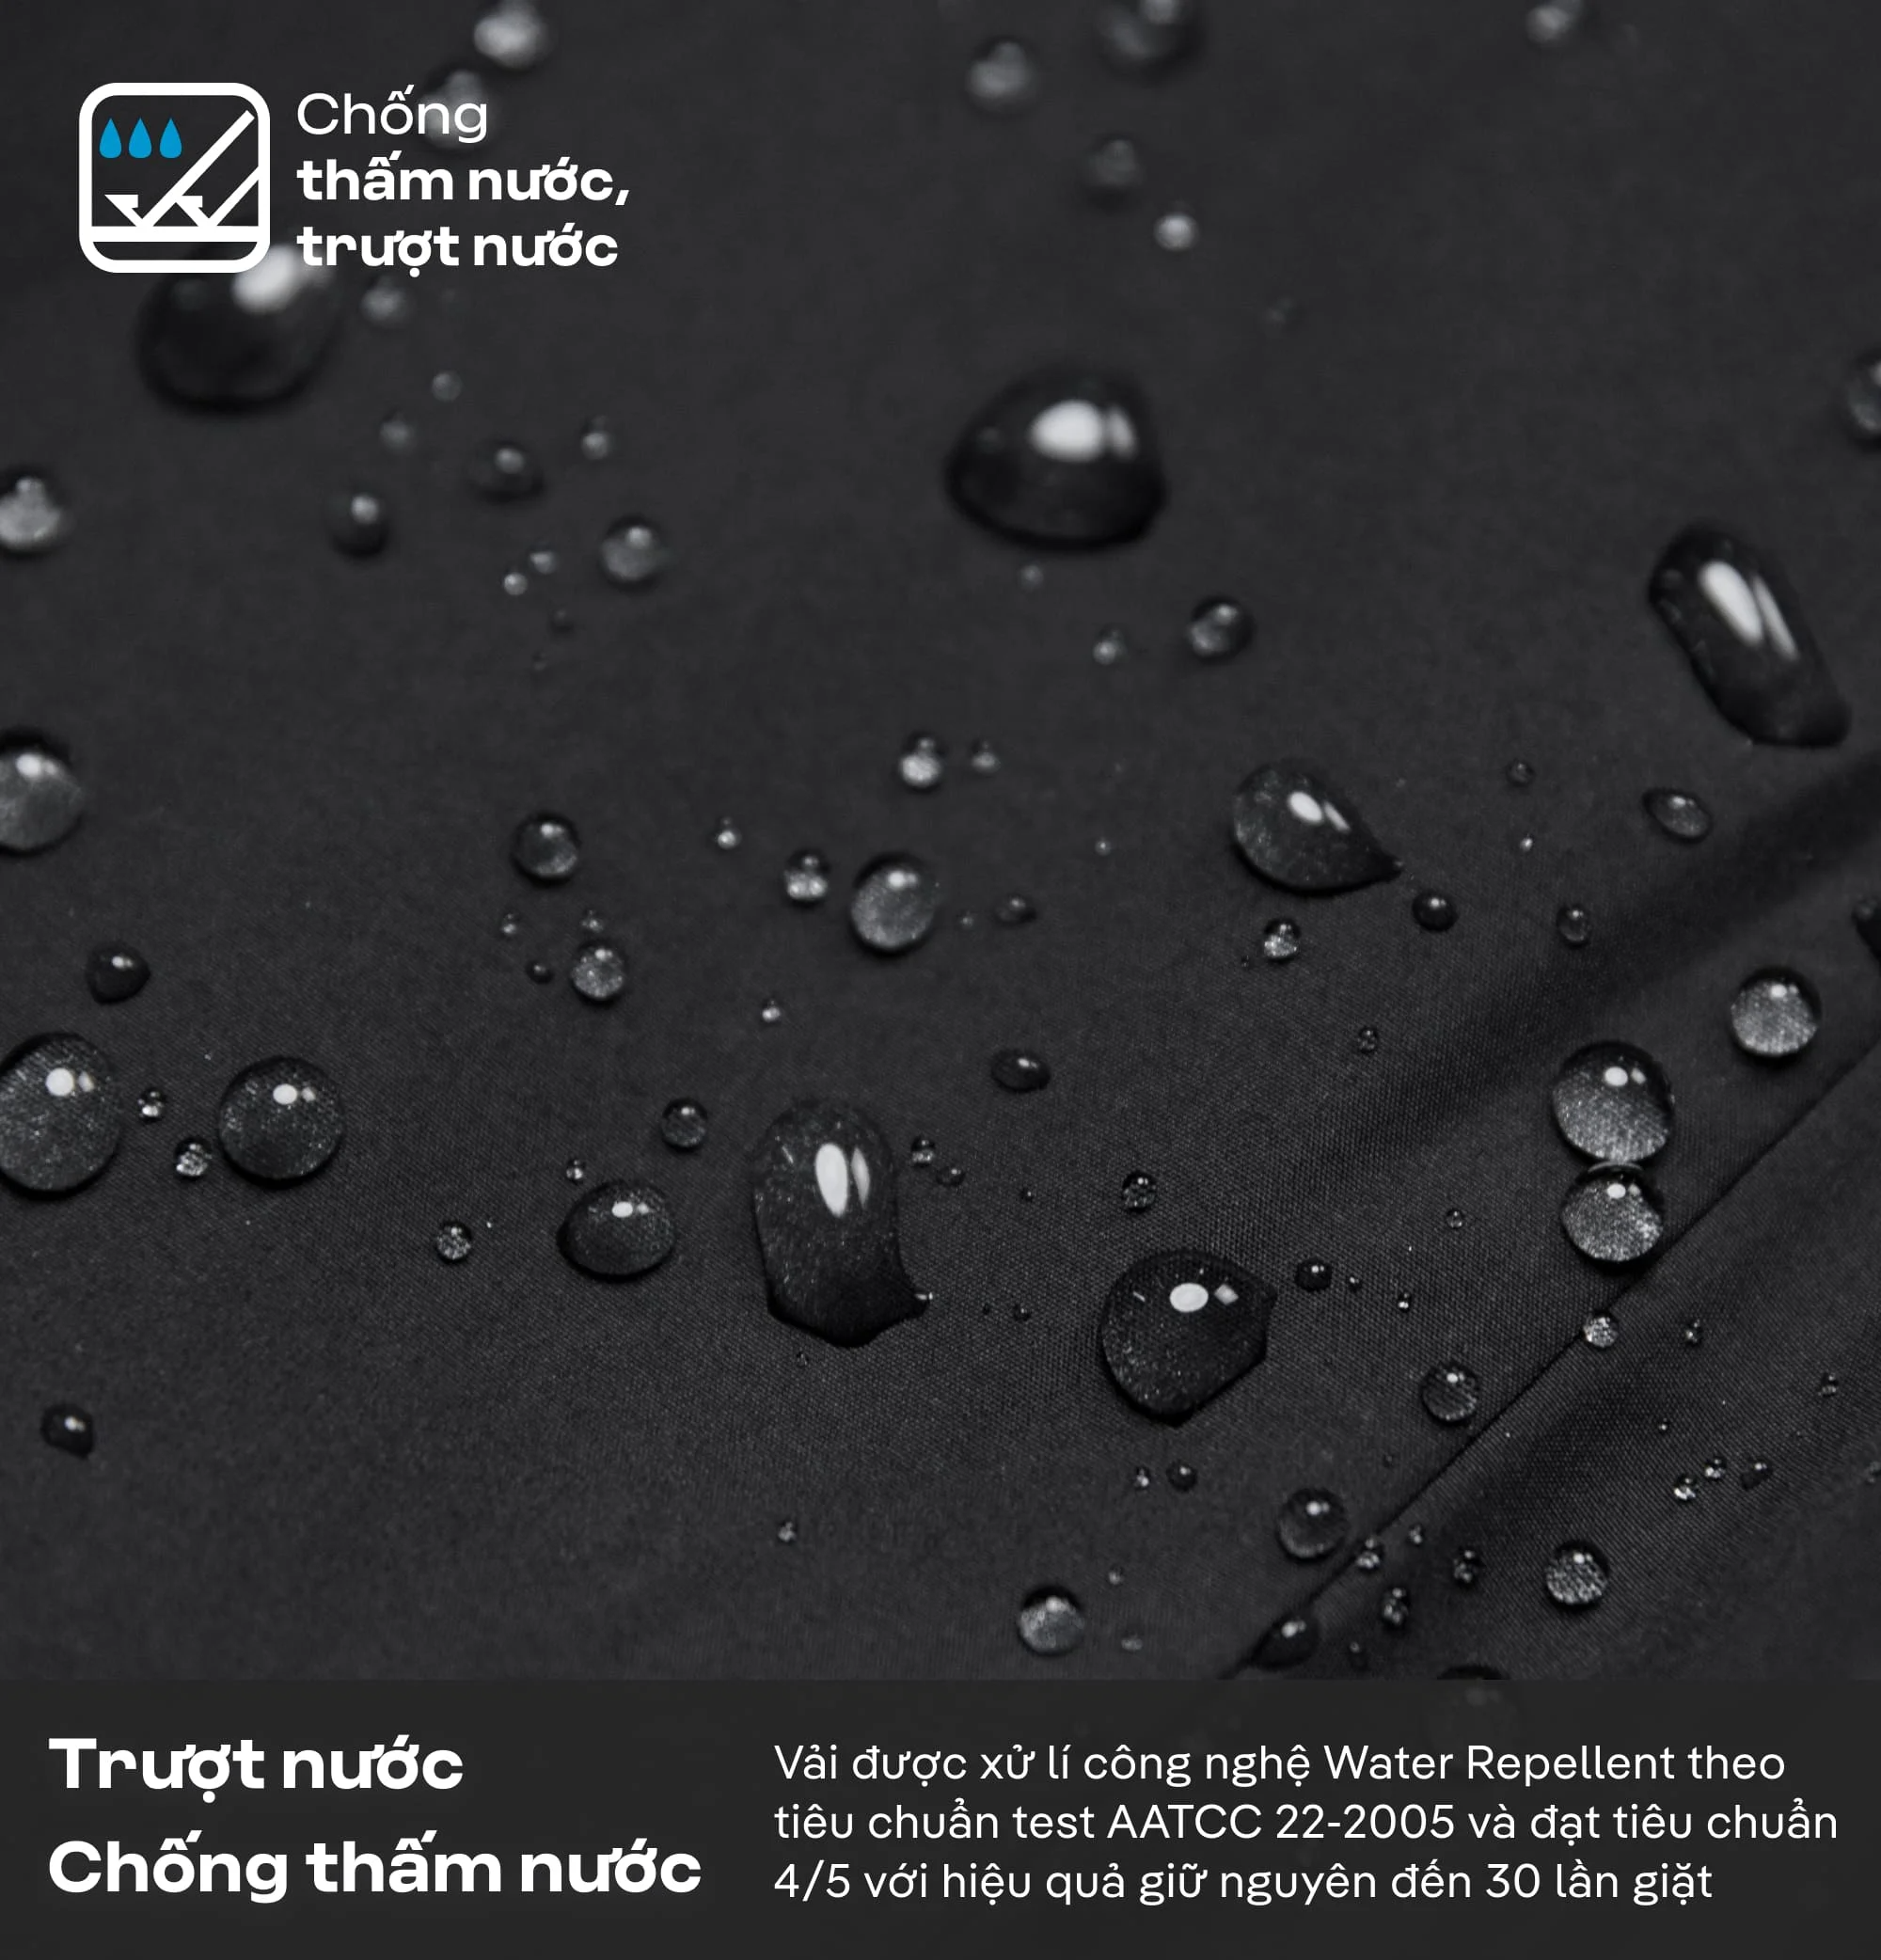 Chống
thấm nước,
trượt nước
Trượt nước
Chống thấm nước
Vải được xử lí công nghệ Water Repellent theo
tiêu chuẩn test AATCC 22-2005 và đạt tiêu chuẩn
4/5 với hiệu quả giữ nguyên đến 30 lần giặt